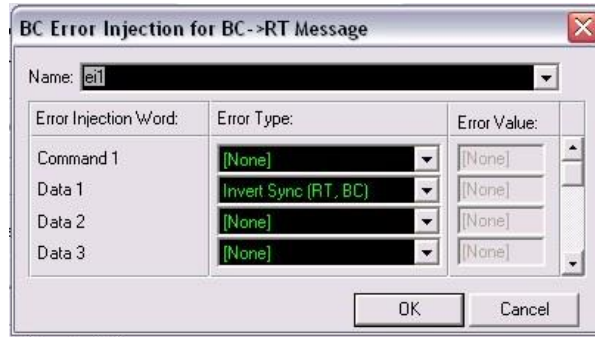 BC Error Injection for BC->RT Message
Name: ei1
Error Injection Word: Error Type: Error Value:
Command 1 [None] [None]
Data 1 Invert Sync (RT, BC) [None]
Data 2 [None] [None]
Data 3 [None] [None]
OK Cancel